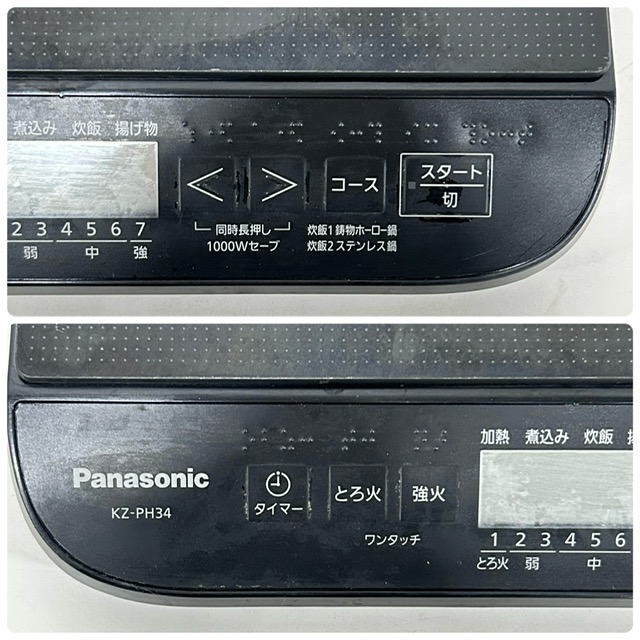 煮込み 炊飯 揚げ物
＜ ＞ コース スタート
切
2 3 4 5 6 7
弱 中 強
同時長押し
1000Wセーブ
炊飯1 鋳物ホーロー鍋
炊飯2 ステンレス鍋
加熱 煮込み 炊飯
Panasonic
KZ-PH34
タイマー とろ火 強火
ワンタッチ
1 2 3 4 5 6
とろ火 弱 中